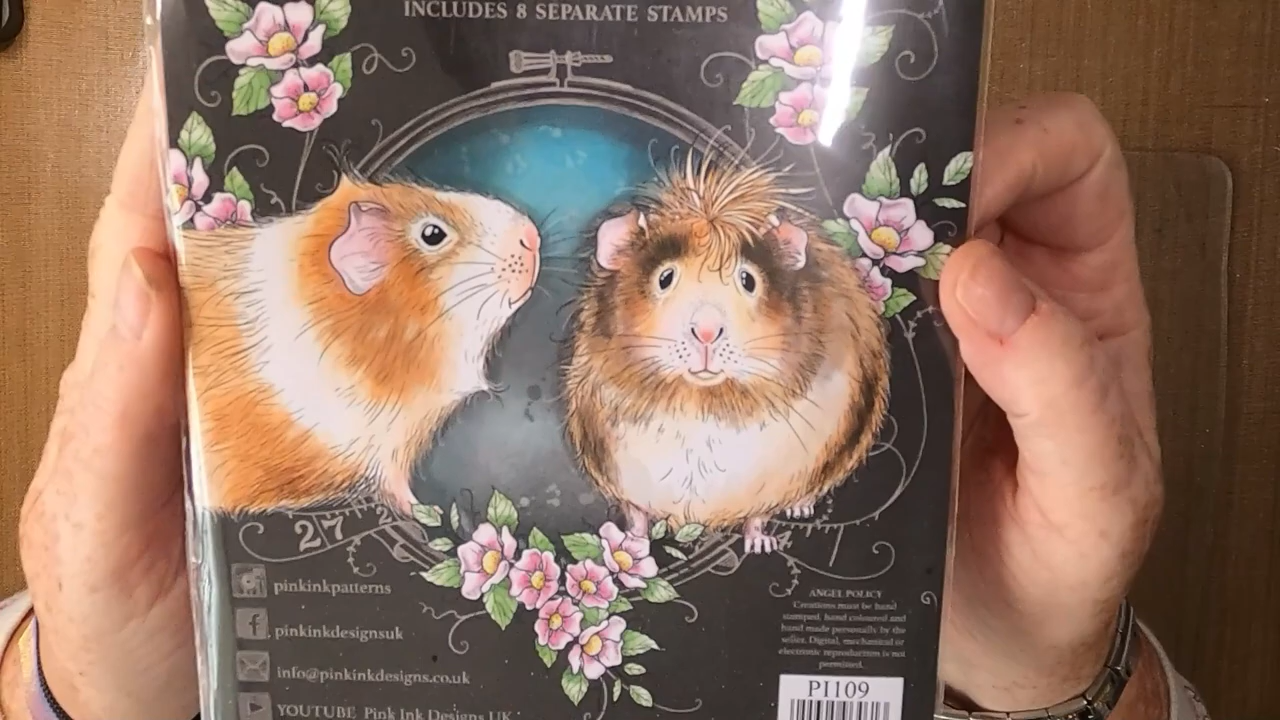 INCLUDES 8 SEPARATE STAMPS
27
pinkinkpatterns
pinkinkdesignsuk
info@pinkinkdesigns.co.uk
YOUTUBE Pink Ink Designs UK
ANGEL POLICY
Creations must be hand
stamped, hand coloured and
hand made personally by the
seller. Digital, mechanical or
electronic reproduction is not
permitted.
PI109